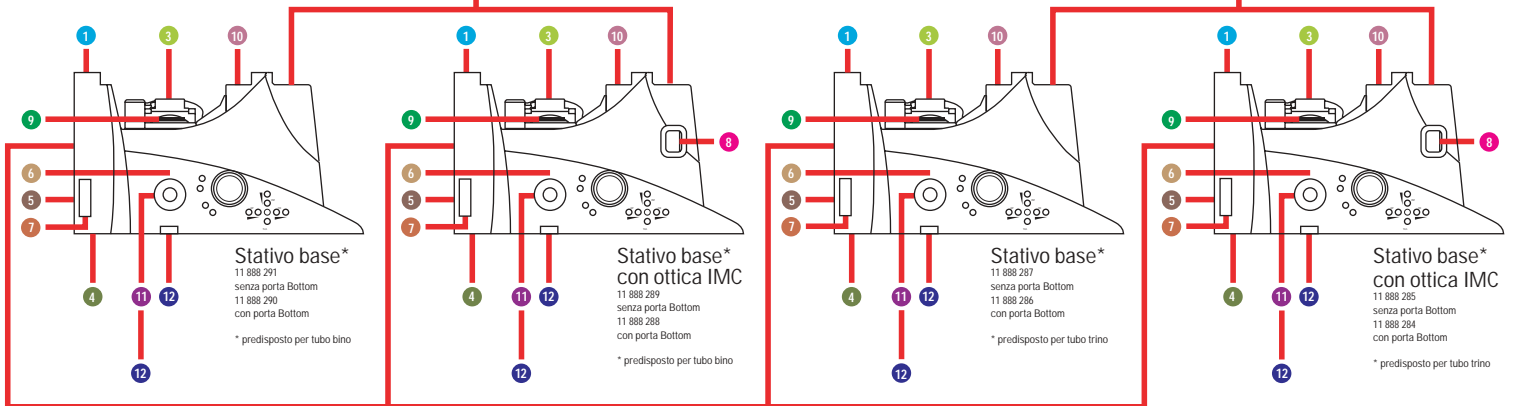 1 3 10 1 3 10 1 3 10 1 3 10
9 9 9 9
8 8
6 6 6 6
5 5 5 5
7 7 7 7
4 11 12 4 11 12 4 11 12 4 11 12
12 12 12 12
Stativo base*
11 888 291
senza porta Bottom
11 888 290
con porta Bottom
* predisposto per tubo bino
Stativo base*
con ottica IMC
11 888 289
senza porta Bottom
11 888 288
con porta Bottom
* predisposto per tubo bino
Stativo base*
11 888 287
senza porta Bottom
11 888 286
con porta Bottom
* predisposto per tubo trino
Stativo base*
con ottica IMC
11 888 285
senza porta Bottom
11 888 284
con porta Bottom
* predisposto per tubo trino